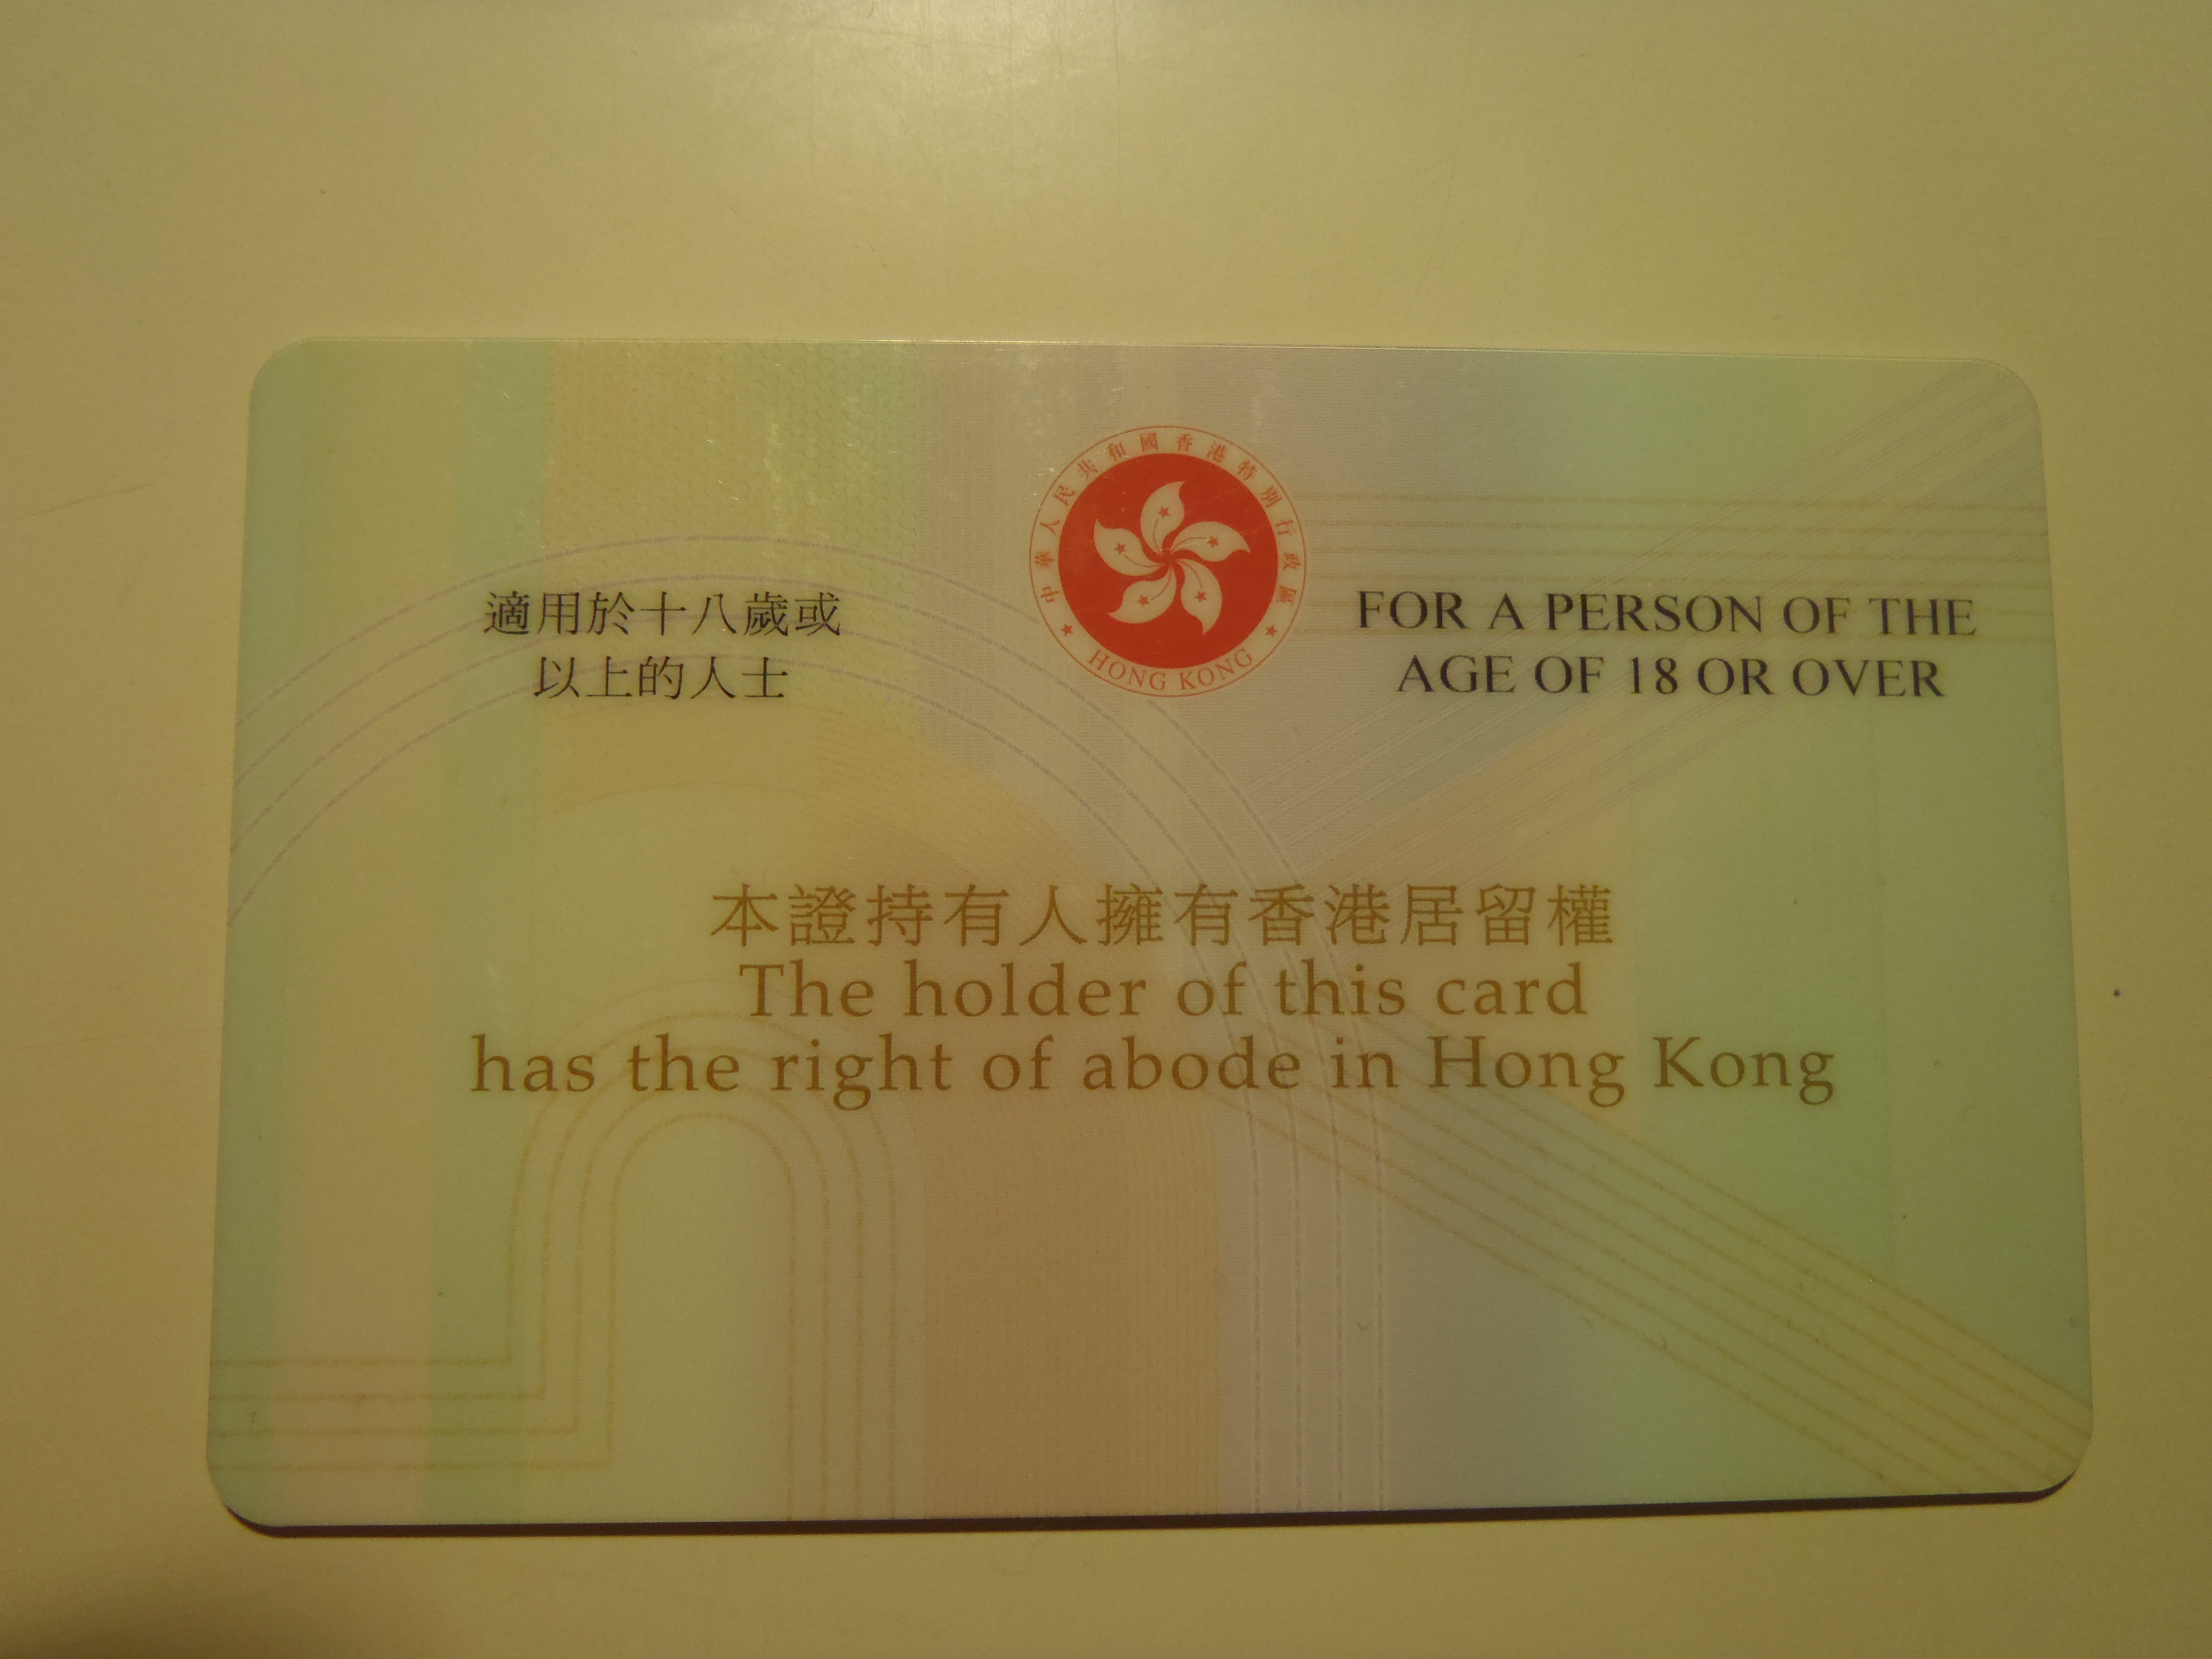 中華人民共和國香港特別行政區
HONG KONG
適用於十八歲或
以上的人士
FOR A PERSON OF THE
AGE OF 18 OR OVER
本證持有人擁有香港居留權
The holder of this card
has the right of abode in Hong Kong